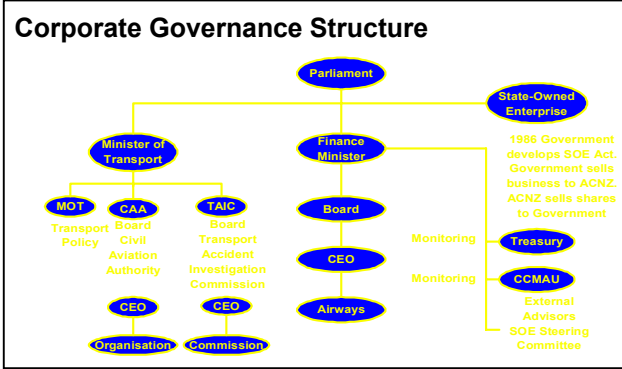 Corporate Governance Structure
Parliament
State-Owned
Enterprise
Minister of
Transport
Finance
Minister
1986 Government
develops SOE Act.
Government sells
business to ACNZ.
ACNZ sells shares
to Government
MOT
Transport
Policy
CAA
Board
Civil
Aviation
Authority
TAIC
Board
Transport
Accident
Investigation
Commission
Board
Monitoring
Treasury
CEO
Monitoring
CCMAU
External
Advisors
SOE Steering
Committee
CEO
CEO
Airways
Organisation
Commission